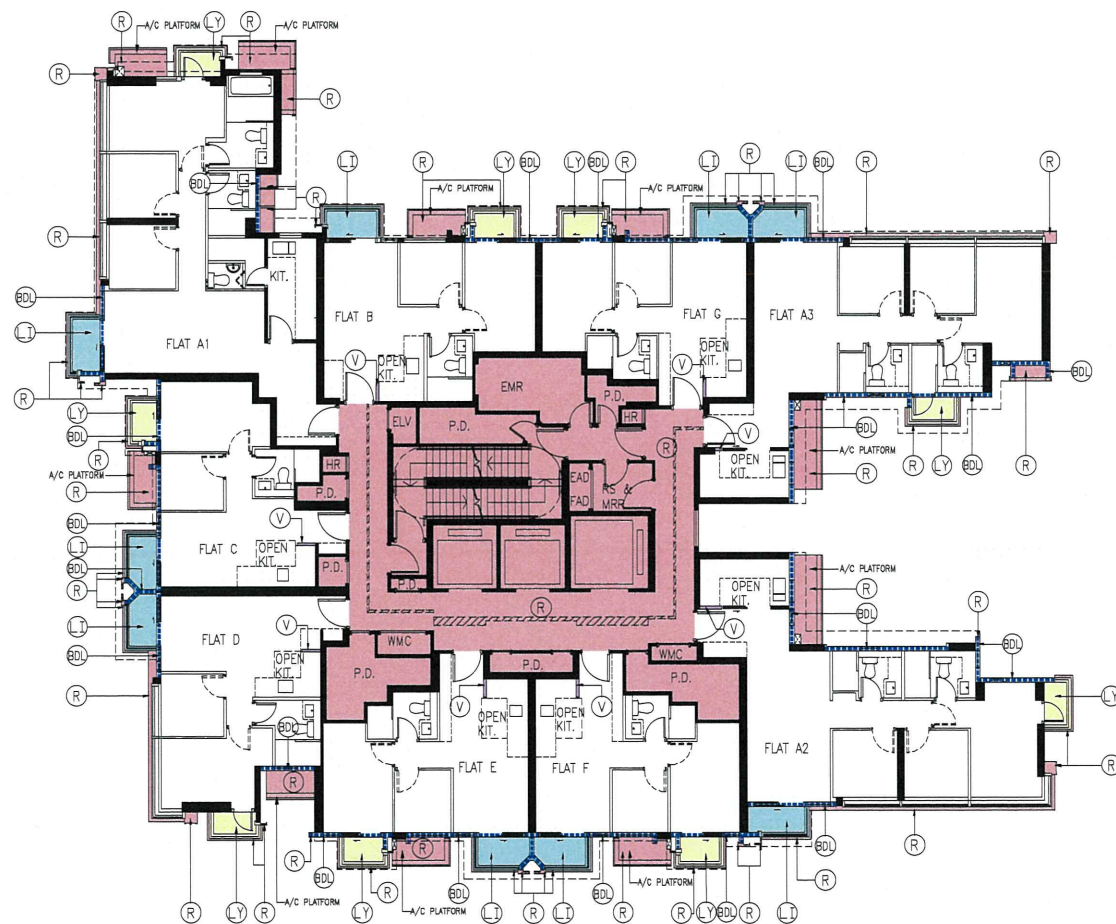 R
A/C PLATFORM
LY
R
A/C PLATFORM
R
R
BDL
R
LI
R
A/C PLATFORM
LY
BDL
LY
BDL
R
A/C PLATFORM
LI
R
LI
BDL
R
R
R
BDL
LI
R
KIT.
FLAT A1
FLAT B
OPEN
KIT.
V
FLAT G
OPEN
KIT.
V
FLAT A3
R
BDL
EMR
P.D.
HR
ELV
P.D.
R
V
OPEN
KIT.
BDL
A/C PLATFORM
R
R
LY
BDL
R
LY
BDL
R
A/C PLATFORM
R
BDL
HR
P.D.
EAD
FAD
RS &
MRR
V
FLAT C
OPEN
KIT.
P.D.
LI
BDL
R
LI
BDL
P.D.
R
OPEN
KIT.
V
A/C PLATFORM
R
BDL
R
BDL
BDL
FLAT D
V
OPEN
KIT.
WMC
P.D.
P.D.
WMC
P.D.
R
BDL
R
V
OPEN
KIT.
FLAT E
OPEN
KIT.
V
FLAT F
FLAT A2
LY
R
R
LY
R
R
A/C PLATFORM
R
BDL
LY
R
R
A/C PLATFORM
BDL
LI
R
LI
BDL
R
R
A/C PLATFORM
R
LY
BDL
R
LI
R
BDL
R